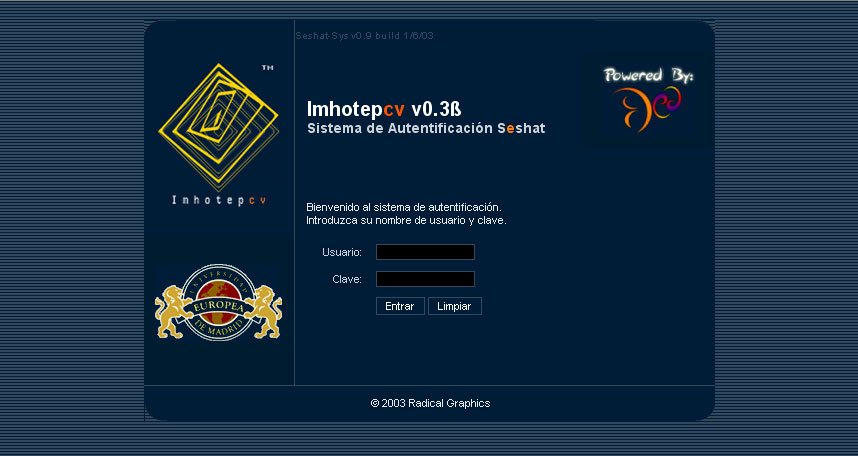 Seshat-Sys v0.9 build 1/6/03
TM
Imhotepcv
Powered By:
Imhotepcv v0.3ß
Sistema de Autentificación Seshat
Bienvenido al sistema de autentificación.
Introduzca su nombre de usuario y clave.
Usuario:
Clave:
Entrar Limpiar
UNIVERSIDAD
EUROPEA
DE MADRID
© 2003 Radical Graphics